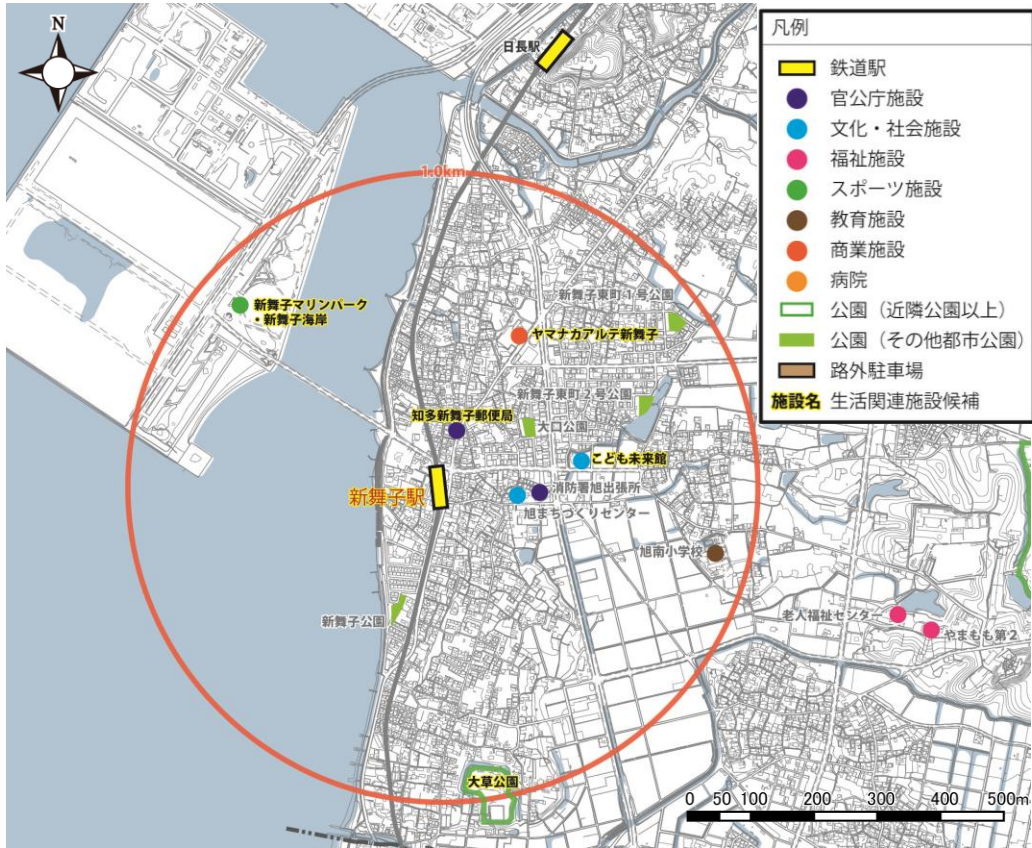 N
日長駅
1.0km
新舞子マリンパーク
・新舞子海岸
新舞子東町1号公園
ヤマナカアルテ新舞子
新舞子東町2号公園
知多新舞子郵便局
大口公園
こども未来館
新舞子駅
消防署旭出張所
旭まちづくりセンター
旭南小学校
新舞子公園
老人福祉センター
やまもも第2
大草公園
0 50 100 200 300 400 500m
凡例
鉄道駅
官公庁施設
文化・社会施設
福祉施設
スポーツ施設
教育施設
商業施設
病院
公園（近隣公園以上）
公園（その他都市公園）
路外駐車場
施設名 生活関連施設候補